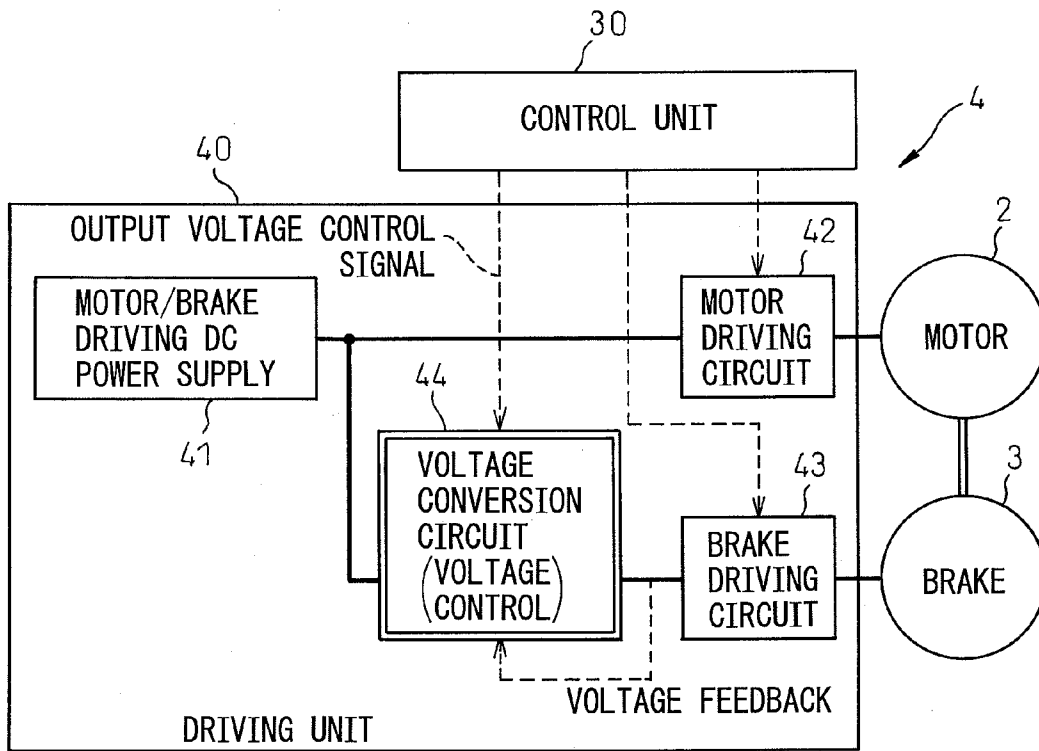 30
CONTROL UNIT
4
40
OUTPUT VOLTAGE CONTROL
SIGNAL
42
2
MOTOR/BRAKE
DRIVING DC
POWER SUPPLY
41
MOTOR
DRIVING
CIRCUIT
MOTOR
44
VOLTAGE
CONVERSION
CIRCUIT
(VOLTAGE
CONTROL)
43
3
BRAKE
DRIVING
CIRCUIT
BRAKE
VOLTAGE FEEDBACK
DRIVING UNIT